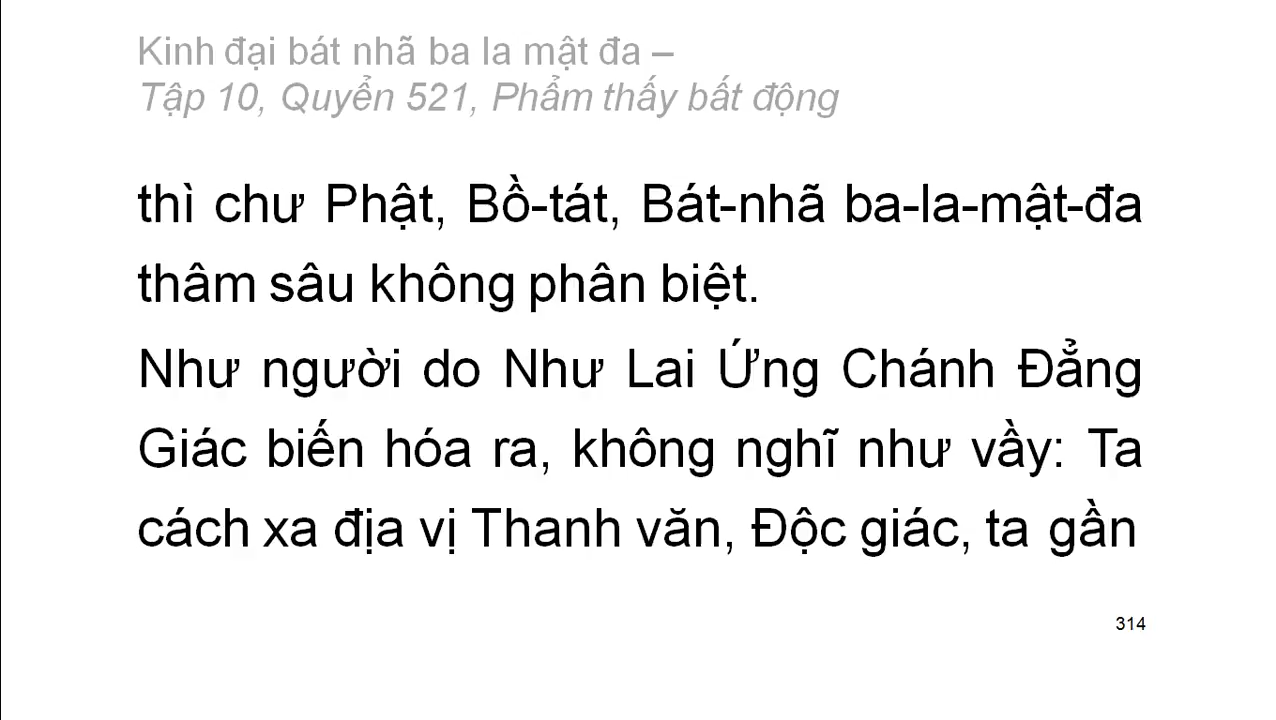 Kinh đại bát nhã ba la mật đa –
Tập 10, Quyển 521, Phẩm thấy bất động
thì chư Phật, Bồ-tát, Bát-nhã ba-la-mật-đa
thâm sâu không phân biệt.
Như người do Như Lai Ứng Chánh Đẳng
Giác biến hóa ra, không nghĩ như vầy: Ta
cách xa địa vị Thanh văn, Độc giác, ta gần
314